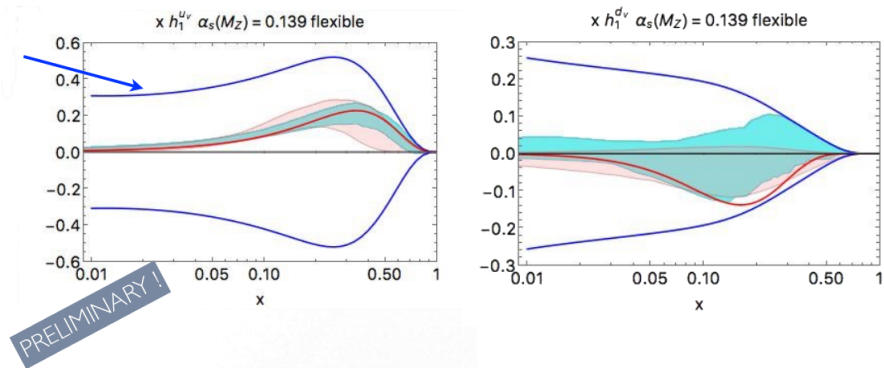 x h₁ᵘᵛ αₛ(M_Z) = 0.139 flexible
0.6
0.4
0.2
0.0
-0.2
-0.4
-0.6
0.01 0.05 0.10 0.50 1
x
x h₁ᵈᵛ αₛ(M_Z) = 0.139 flexible
0.3
0.2
0.1
0.0
-0.1
-0.2
-0.3
0.01 0.05 0.10 0.50 1
x
PRELIMINARY !